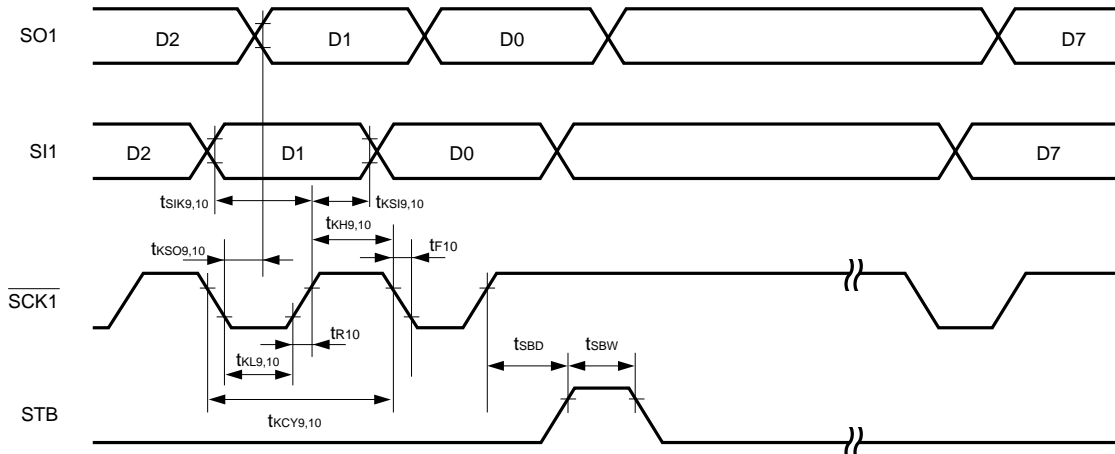 SO1
D2
D1
D0
D7
SI1
D2
D1
D0
D7
tSIK9,10
tKSI9,10
tKH9,10
tKSO9,10
tF10
SCK1
tR10
tSBD
tSBW
tKL9,10
STB
tKCY9,10